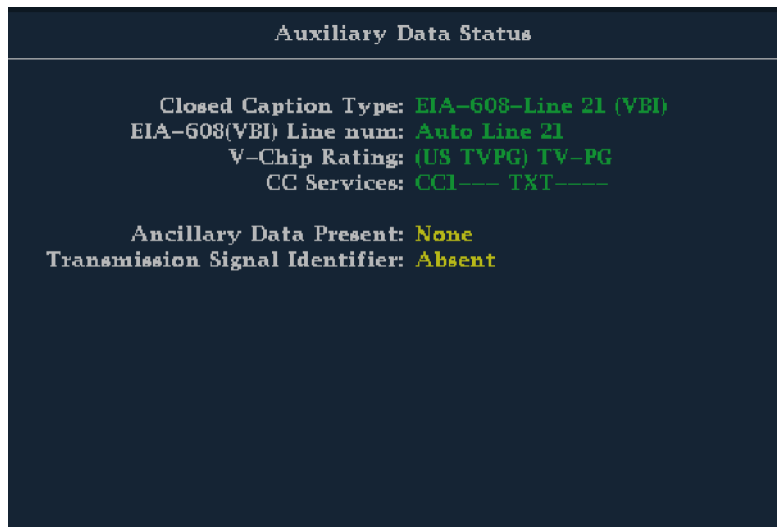 Auxiliary Data Status
Closed Caption Type: EIA–608–Line 21 (VBI)
EIA–608(VBI) Line num: Auto Line 21
V–Chip Rating: (US TVPG) TV–PG
CC Services: CC1––– TXT––––
Ancillary Data Present: None
Transmission Signal Identifier: Absent